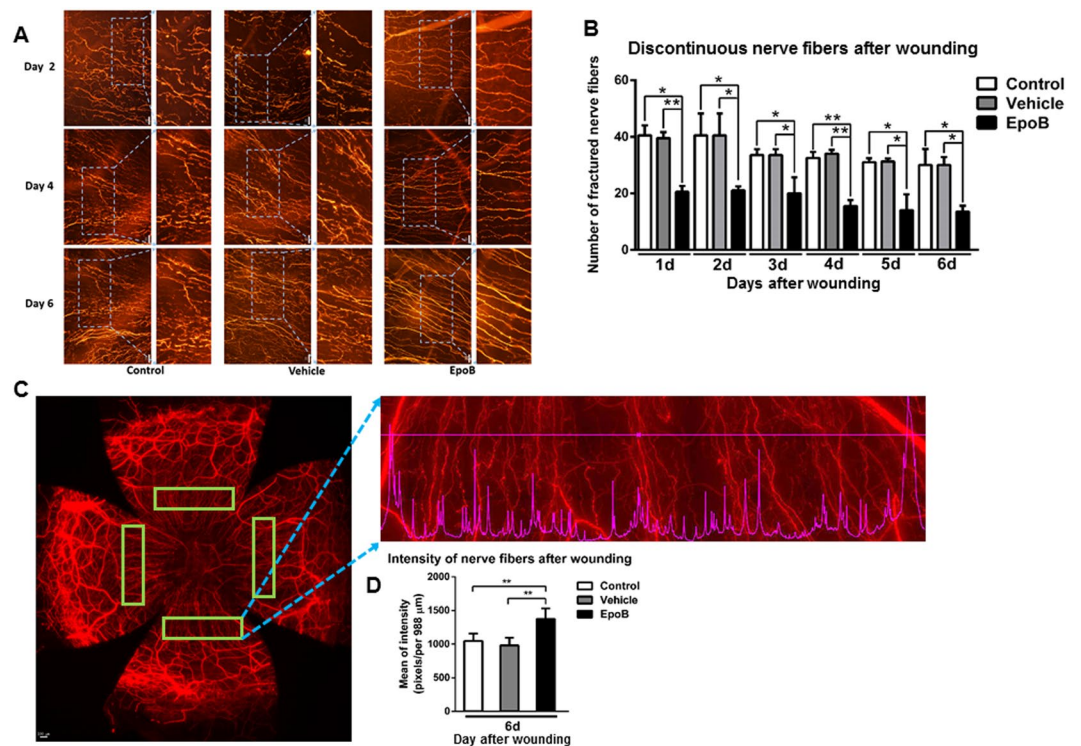 A
Day 2
Day 4
Day 6
Control
Vehicle
EpoB
B
Discontinuous nerve fibers after wounding
Number of fractured nerve fibers
60
40
20
0
* ** * * * * ** ** * * * *
1d 2d 3d 4d 5d 6d
Days after wounding
Control
Vehicle
EpoB
C
D
Intensity of nerve fibers after wounding
Mean of intensity
(pixels/per 988 μm)
2000
1500
1000
500
0
**
**
6d
Day after wounding
Control
Vehicle
EpoB